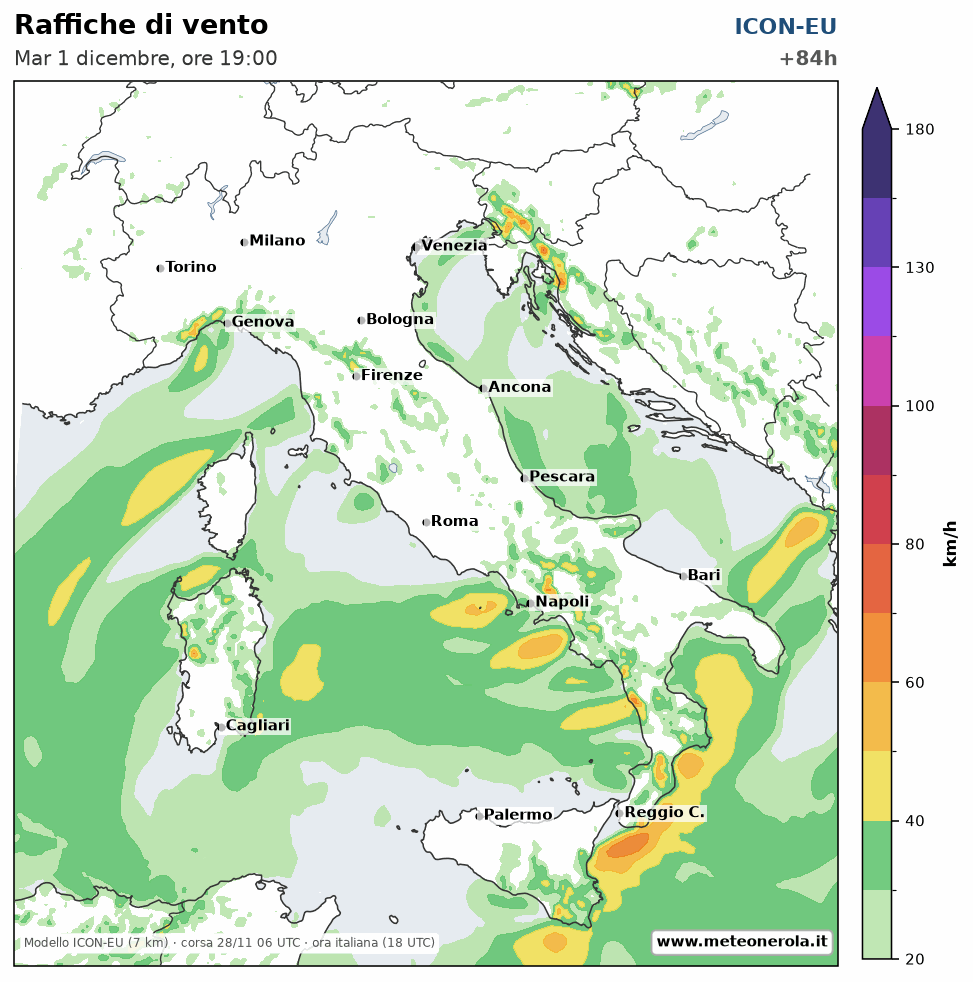 Raffiche di vento
ICON-EU
Mar 1 dicembre, ore 19:00
+84h
180
130
100
80
60
40
20
km/h
Milano
Venezia
Torino
Genova
Bologna
Firenze
Ancona
Pescara
Roma
Bari
Napoli
Cagliari
Palermo
Reggio C.
Modello ICON-EU (7 km) · corsa 28/11 06 UTC · ora italiana (18 UTC)
www.meteonerola.it